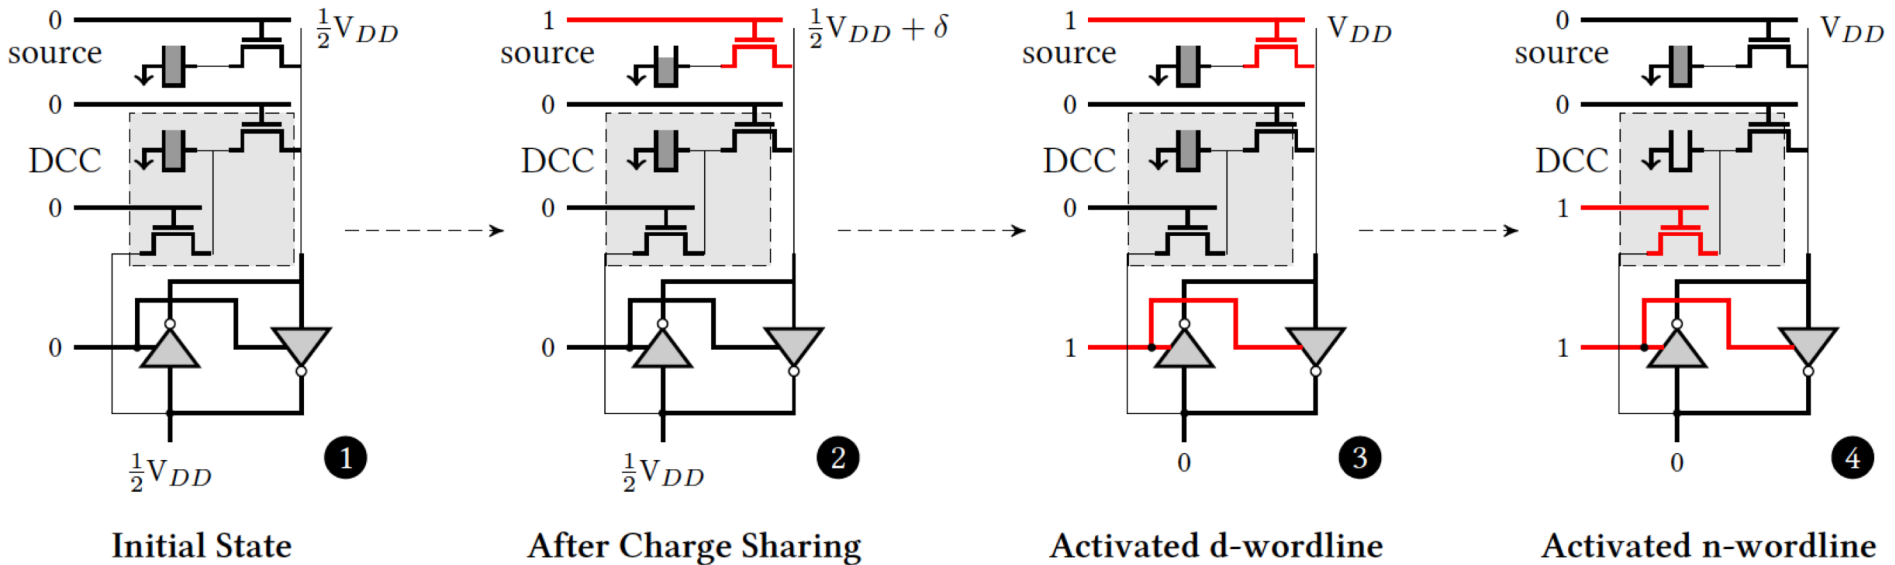 0
source
½V_DD
0
DCC
0
0
½V_DD
1
Initial State
1
source
½V_DD + δ
0
DCC
0
0
½V_DD
2
After Charge Sharing
1
source
V_DD
0
DCC
0
1
0
3
Activated d-wordline
0
source
V_DD
0
DCC
1
1
0
4
Activated n-wordline